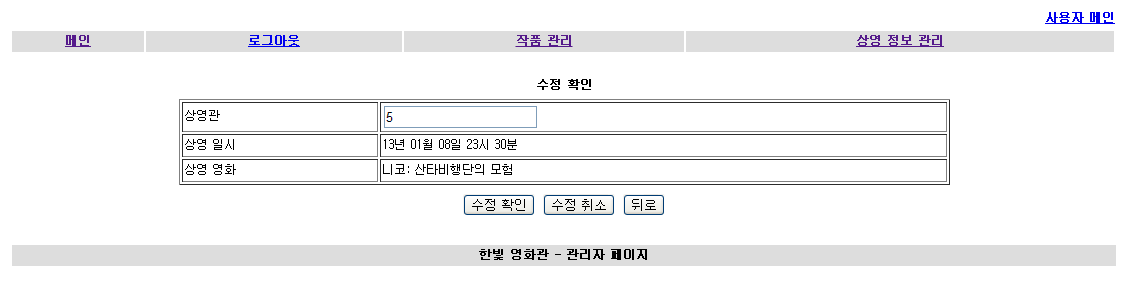 사용자 메인
메인 로그아웃 작품 관리 상영 정보 관리
수정 확인
상영관 5
상영 일시 13년 01월 08일 23시 30분
상영 영화 니코: 산타비행단의 모험
수정 확인 수정 취소 뒤로
한빛 영화관 - 관리자 페이지